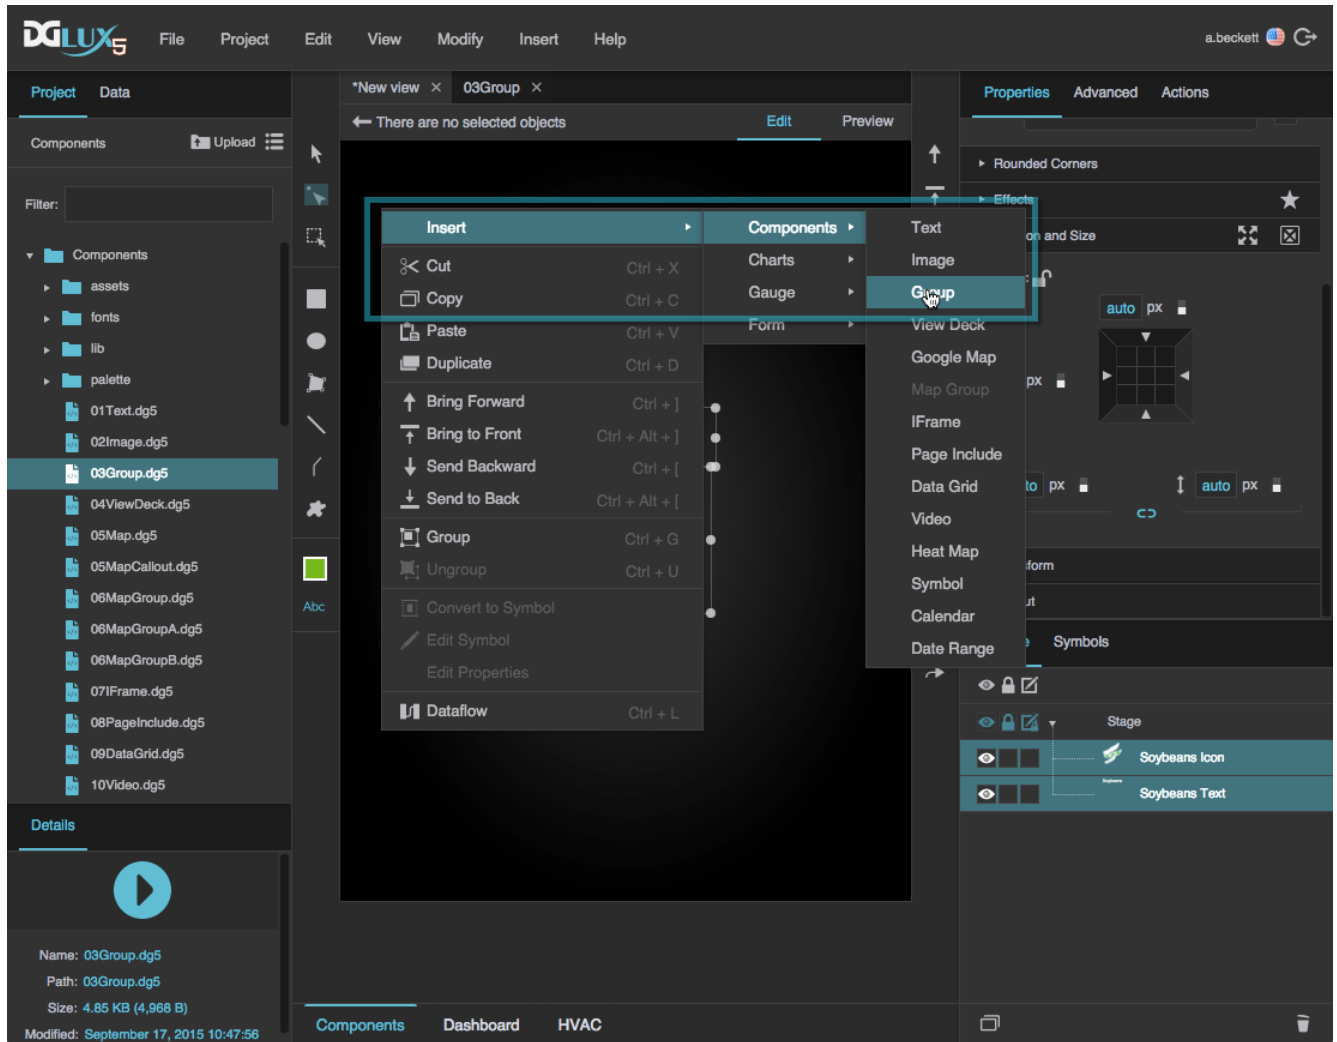 DGLUX5 File Project Edit View Modify Insert Help a.beckett
Project Data
Components Upload
Filter:
Components
assets
fonts
lib
palette
01Text.dg5
02Image.dg5
03Group.dg5
04ViewDeck.dg5
05Map.dg5
05MapCallout.dg5
06MapGroup.dg5
06MapGroupA.dg5
06MapGroupB.dg5
07IFrame.dg5
08PageInclude.dg5
09DataGrid.dg5
10Video.dg5
Details
Name: 03Group.dg5
Path: 03Group.dg5
Size: 4.85 KB (4,968 B)
Modified: September 17, 2015 10:47:56
Abc
*New view × 03Group ×
There are no selected objects Edit Preview
Insert
Cut Ctrl + X
Copy Ctrl + C
Paste Ctrl + V
Duplicate Ctrl + D
Bring Forward Ctrl + ]
Bring to Front Ctrl + Alt + ]
Send Backward Ctrl + [
Send to Back Ctrl + Alt + [
Group Ctrl + G
Ungroup Ctrl + U
Convert to Symbol
Edit Symbol
Edit Properties
Dataflow Ctrl + L
Components
Charts
Gauge
Form
Text
Image
Group
View Deck
Google Map
Map Group
IFrame
Page Include
Data Grid
Video
Heat Map
Symbol
Calendar
Date Range
Components Dashboard HVAC
Properties Advanced Actions
Rounded Corners
Effects
on and Size
auto px
px
to px auto px
form
ut
Symbols
Stage
Soybeans Icon
Soybeans Text